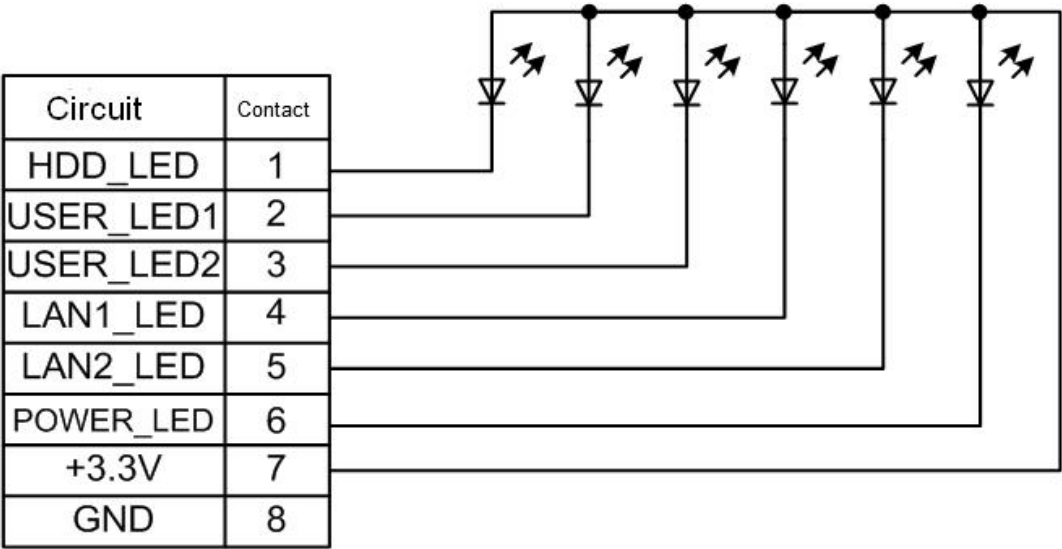 Circuit Contact
HDD_LED 1
USER_LED1 2
USER_LED2 3
LAN1_LED 4
LAN2_LED 5
POWER_LED 6
+3.3V 7
GND 8